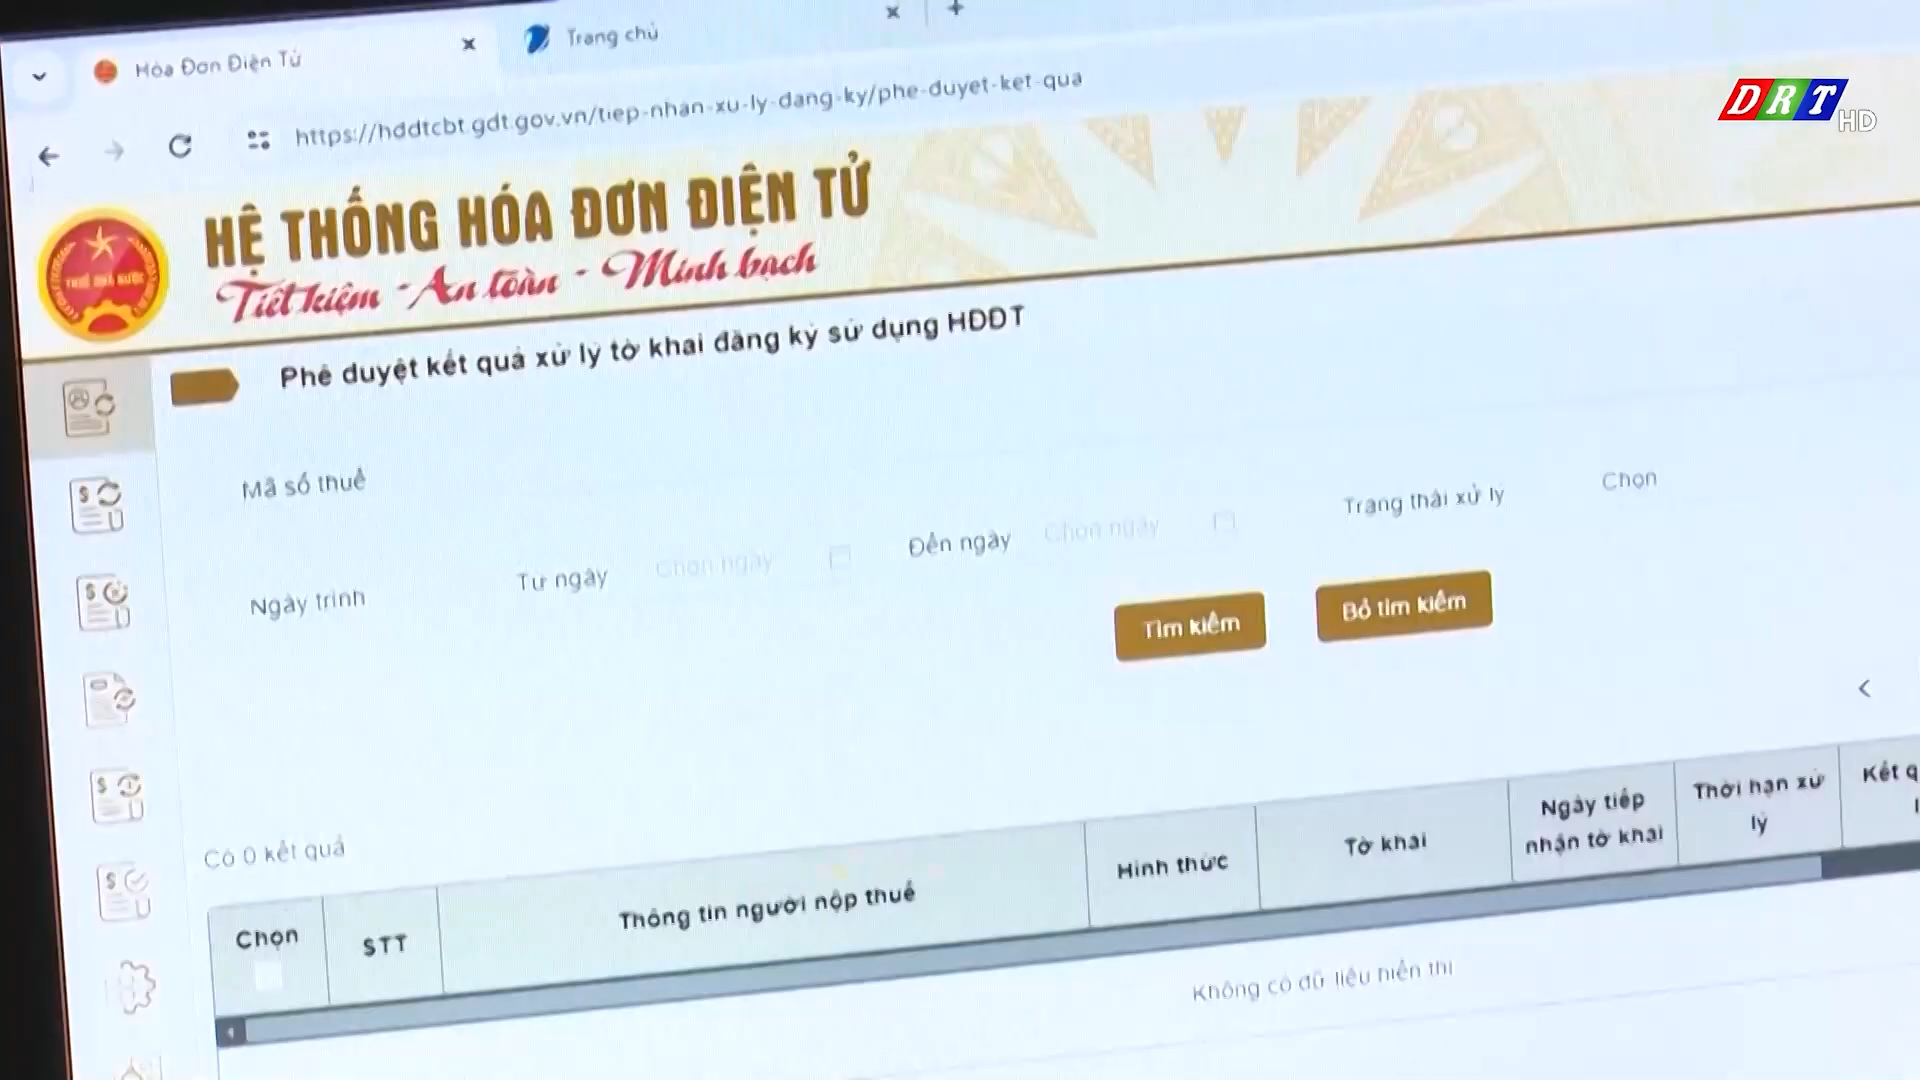 Hóa Đơn Điện Tử
Trang chủ
https://hddtcbt.gdt.gov.vn/tiep-nhan-xu-ly-dang-ky/phe-duyet-ket-qua
DRT
HD
HỆ THỐNG HÓA ĐƠN ĐIỆN TỬ
Tiết kiệm - An toàn - Minh bạch
THUẾ NHÀ NƯỚC
Phê duyệt kết quả xử lý tờ khai đăng ký sử dụng HĐĐT
Mã số thuế
Trạng thái xử lý
Chọn
Ngày trình
Từ ngày
Chọn ngày
Đến ngày
Chọn ngày
Tìm kiếm
Bỏ tìm kiếm
Có 0 kết quả
Chọn
STT
Thông tin người nộp thuế
Hình thức
Tờ khai
Ngày tiếp
nhận tờ khai
Thời hạn xử
lý
Kết q
Không có dữ liệu hiển thị